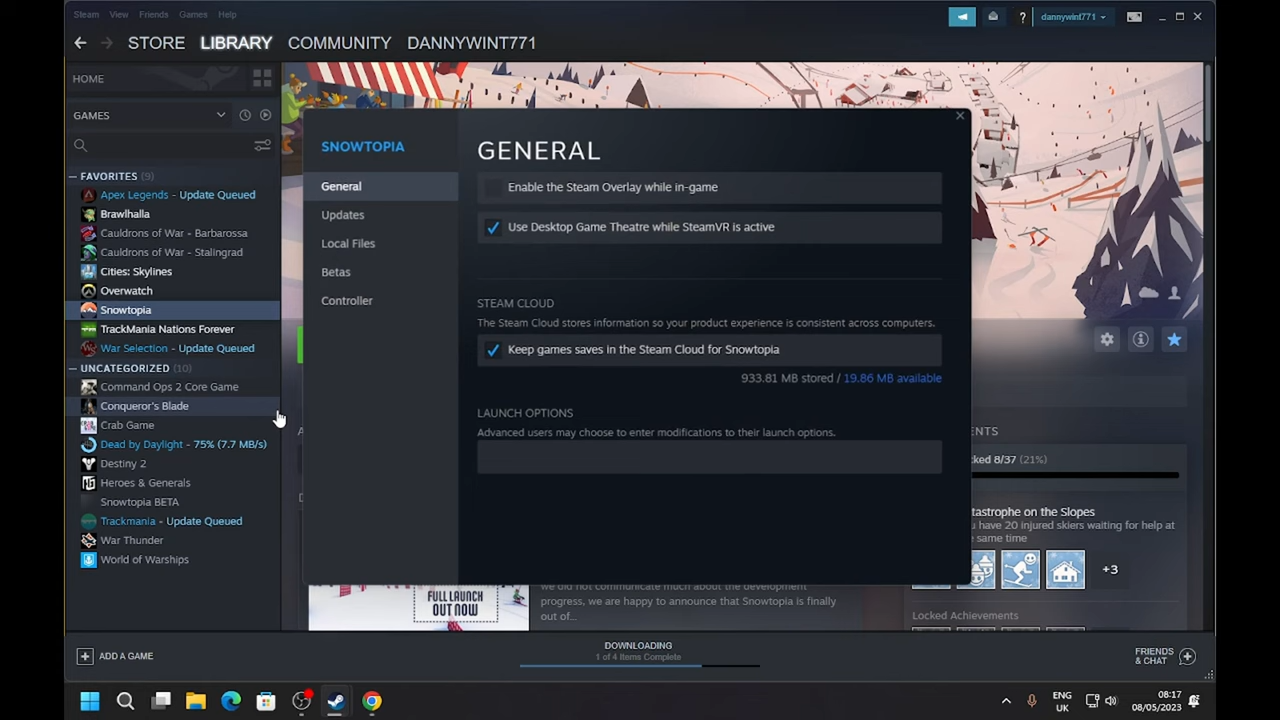 Steam View Friends Games Help
? dannywint771
STORE LIBRARY COMMUNITY DANNYWINT771
HOME
GAMES
FAVORITES (9)
Apex Legends - Update Queued
Brawlhalla
Cauldrons of War - Barbarossa
Cauldrons of War - Stalingrad
Cities: Skylines
Overwatch
Snowtopia
TrackMania Nations Forever
War Selection - Update Queued
UNCATEGORIZED (10)
Command Ops 2 Core Game
Conqueror's Blade
Crab Game
Dead by Daylight - 75% (7.7 MB/s)
Destiny 2
Heroes & Generals
Snowtopia BETA
Trackmania - Update Queued
War Thunder
World of Warships
SNOWTOPIA
General
Updates
Local Files
Betas
Controller
GENERAL
Enable the Steam Overlay while in-game
Use Desktop Game Theatre while SteamVR is active
STEAM CLOUD
The Steam Cloud stores information so your product experience is consistent across computers.
Keep games saves in the Steam Cloud for Snowtopia
933.81 MB stored / 19.86 MB available
LAUNCH OPTIONS
Advanced users may choose to enter modifications to their launch options.
ENTS
ked 8/37 (21%)
tastrophe on the Slopes
u have 20 injured skiers waiting for help at
same time
+3
Locked Achievements
FULL LAUNCH
OUT NOW
we did not communicate much about the development
progress, we are happy to announce that Snowtopia is finally
out of...
ADD A GAME
DOWNLOADING
1 of 4 Items Complete
FRIENDS
& CHAT
ENG
UK
08:17
08/05/2023